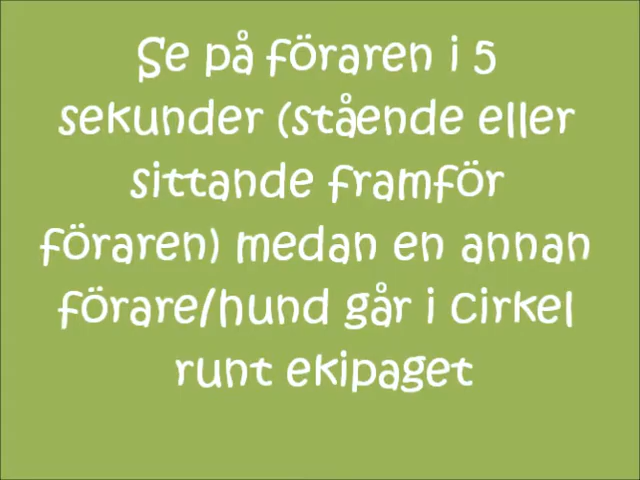 Se på föraren i 5
sekunder (stående eller
sittande framför
föraren) medan en annan
förare/hund går i cirkel
runt ekipaget